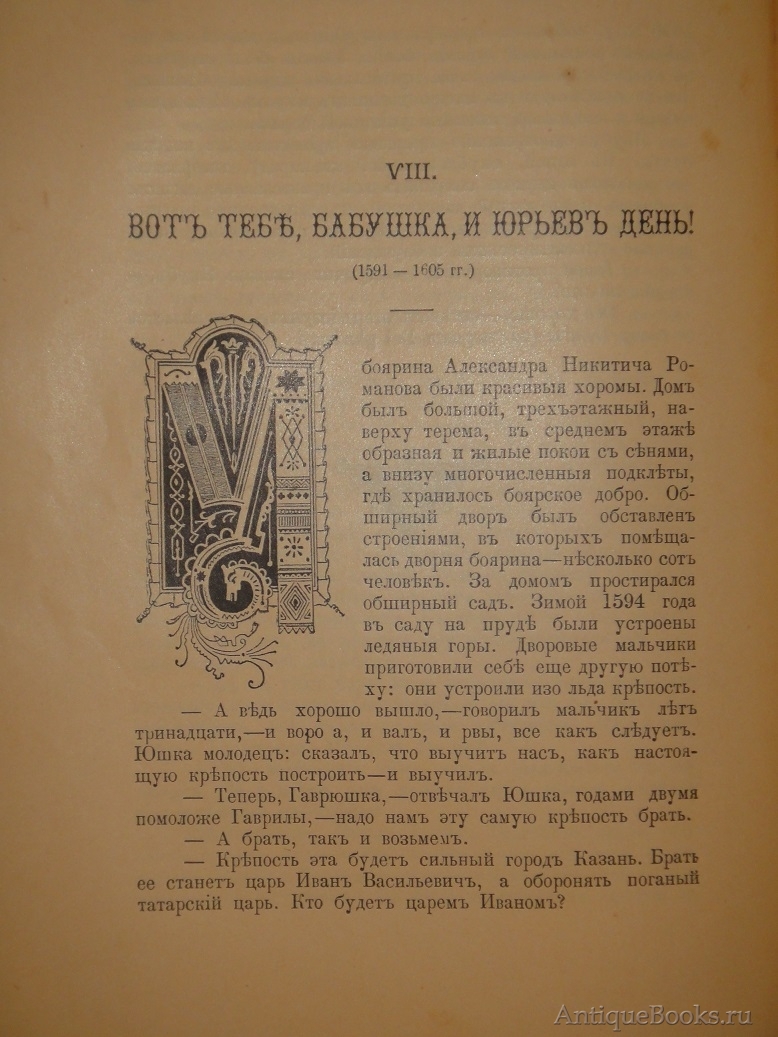 VIII.
ВОТЪ ТЕБѢ, БАБУШКА, И ЮРЬЕВЪ ДЕНЬ!
(1591 — 1605 гг.)
У
боярина Александра Никитича Ро-
манова были красивыя хоромы. Домъ
былъ большой, трехъэтажный, на-
верху терема, въ среднемъ этажѣ
образная и жилые покои съ сѣнями,
а внизу многочисленныя подклѣты,
гдѣ хранилось боярское добро. Об-
ширный дворъ былъ обставленъ
строеніями, въ которыхъ помѣща-
лась дворня боярина—нѣсколько сотъ
человѣкъ. За домомъ простирался
обширный садъ. Зимой 1594 года
въ саду на прудѣ были устроены
ледяныя горы. Дворовые мальчики
приготовили себѣ еще другую потѣ-
ху: они устроили изо льда крѣпость.
— А вѣдь хорошо вышло,—говорилъ мальчикъ лѣтъ
тринадцати,—и воро а, и валъ, и рвы, все какъ слѣдуетъ.
Юшка молодецъ: сказалъ, что выучитъ насъ, какъ настоя-
щую крѣпость построить—и выучилъ.
— Теперь, Гаврюшка,—отвѣчалъ Юшка, годами двумя
помоложе Гаврилы,—надо намъ эту самую крѣпость брать.
— А брать, такъ и возьмемъ.
— Крѣпость эта будетъ сильный городъ Казань. Брать
ее станетъ царь Иванъ Васильевичъ, а оборонять поганый
татарскій царь. Кто будетъ царемъ Иваномъ?
AntiqueBooks.ru